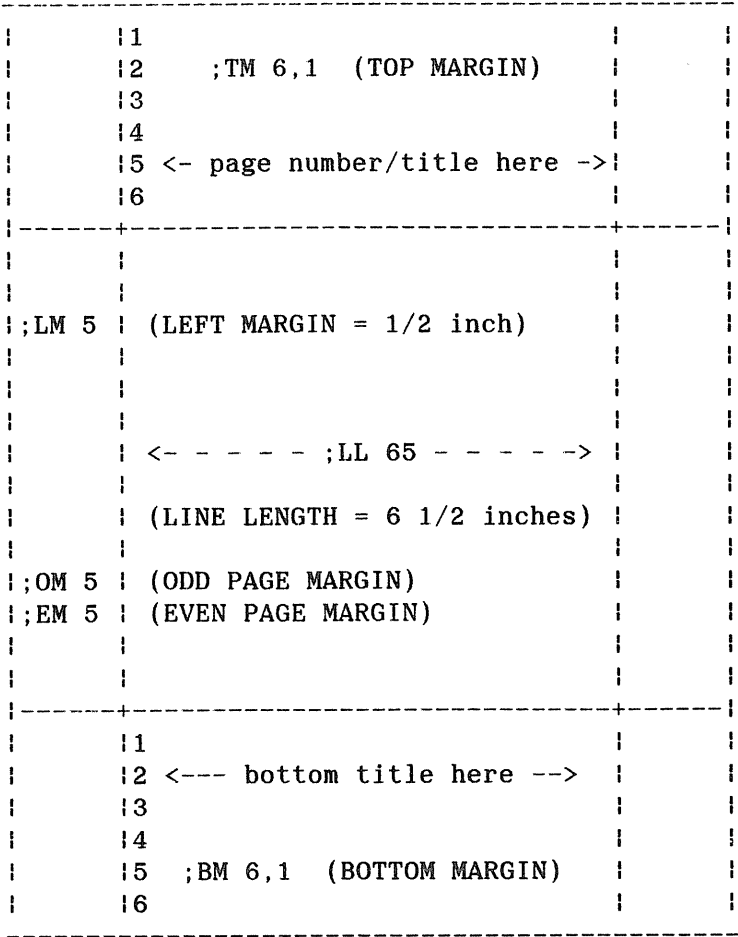 1
2 ;TM 6,1 (TOP MARGIN)
3
4
5 <- page number/title here ->
6
;LM 5 (LEFT MARGIN = 1/2 inch)
<- - - - - ;LL 65 - - - - ->
(LINE LENGTH = 6 1/2 inches)
;OM 5 (ODD PAGE MARGIN)
;EM 5 (EVEN PAGE MARGIN)
1
2 <--- bottom title here -->
3
4
5 ;BM 6,1 (BOTTOM MARGIN)
6